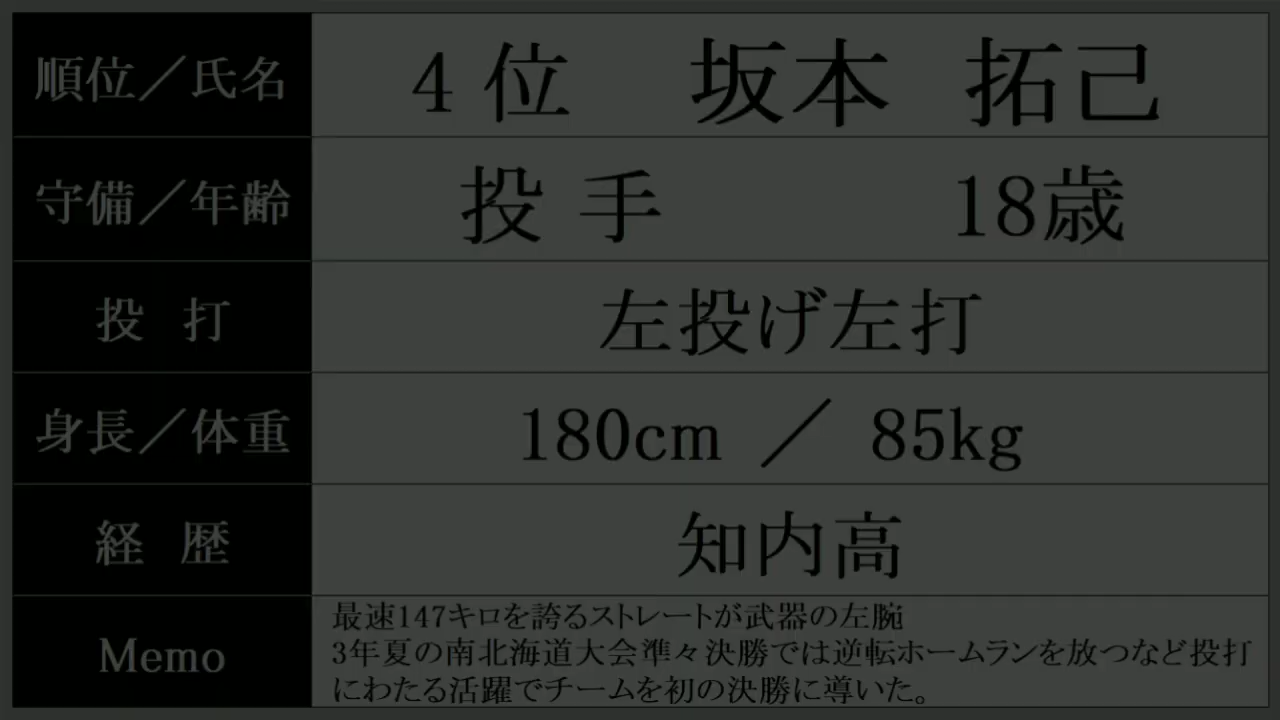 順位／氏名 4位 坂本 拓己
守備／年齢 投手 18歳
投打 左投げ左打
身長／体重 180cm ／ 85kg
経歴 知内高
Memo
最速147キロを誇るストレートが武器の左腕
3年夏の南北海道大会準々決勝では逆転ホームランを放つなど投打
にわたる活躍でチームを初の決勝に導いた。